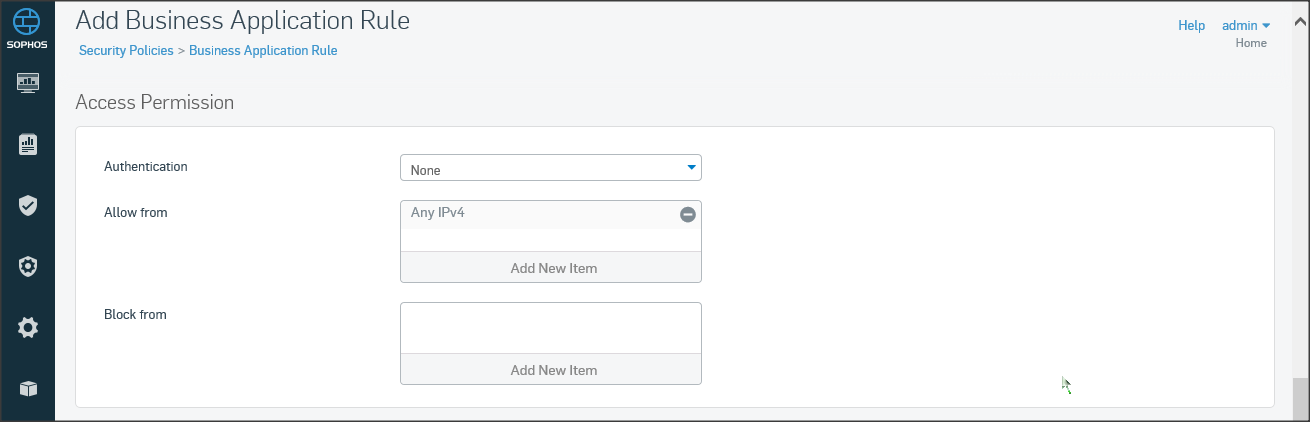 SOPHOS
Add Business Application Rule
Security Policies > Business Application Rule
Help admin
Home
Access Permission
Authentication None
Allow from Any IPv4
Add New Item
Block from
Add New Item